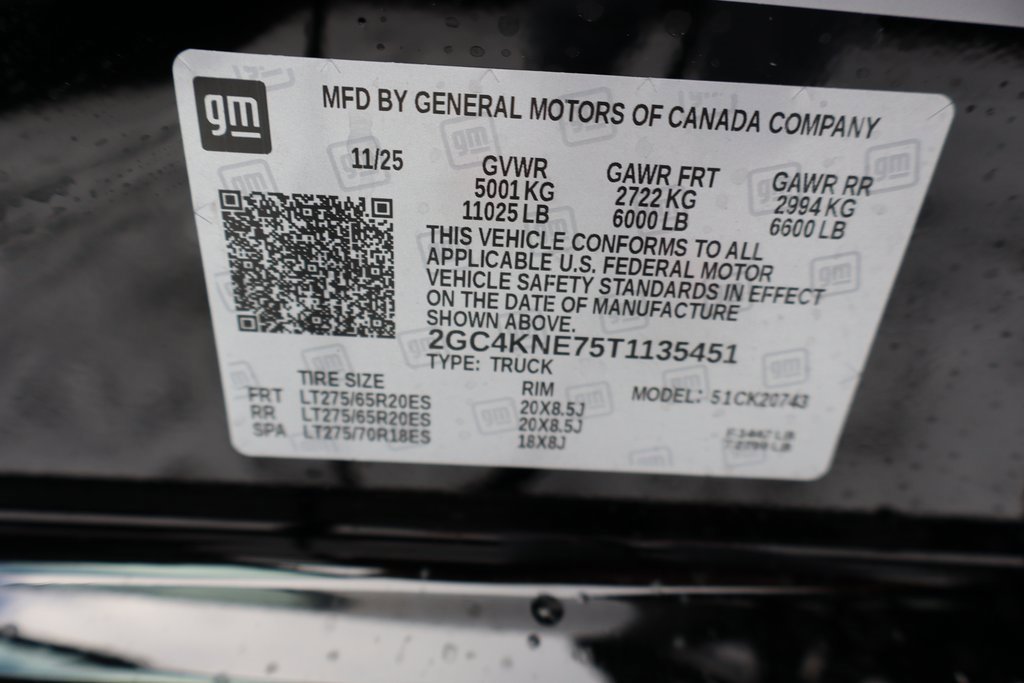 gm
MFD BY GENERAL MOTORS OF CANADA COMPANY
11/25
GVWR
5001 KG
11025 LB
GAWR FRT
2722 KG
6000 LB
GAWR RR
2994 KG
6600 LB
THIS VEHICLE CONFORMS TO ALL
APPLICABLE U.S. FEDERAL MOTOR
VEHICLE SAFETY STANDARDS IN EFFECT
ON THE DATE OF MANUFACTURE
SHOWN ABOVE.
2GC4KNE75T1135451
TYPE: TRUCK
TIRE SIZE RIM MODEL: 51CK20743
FRT LT275/65R20ES 20X8.5J
RR LT275/65R20ES 20X8.5J
SPA LT275/70R18ES 18X8J